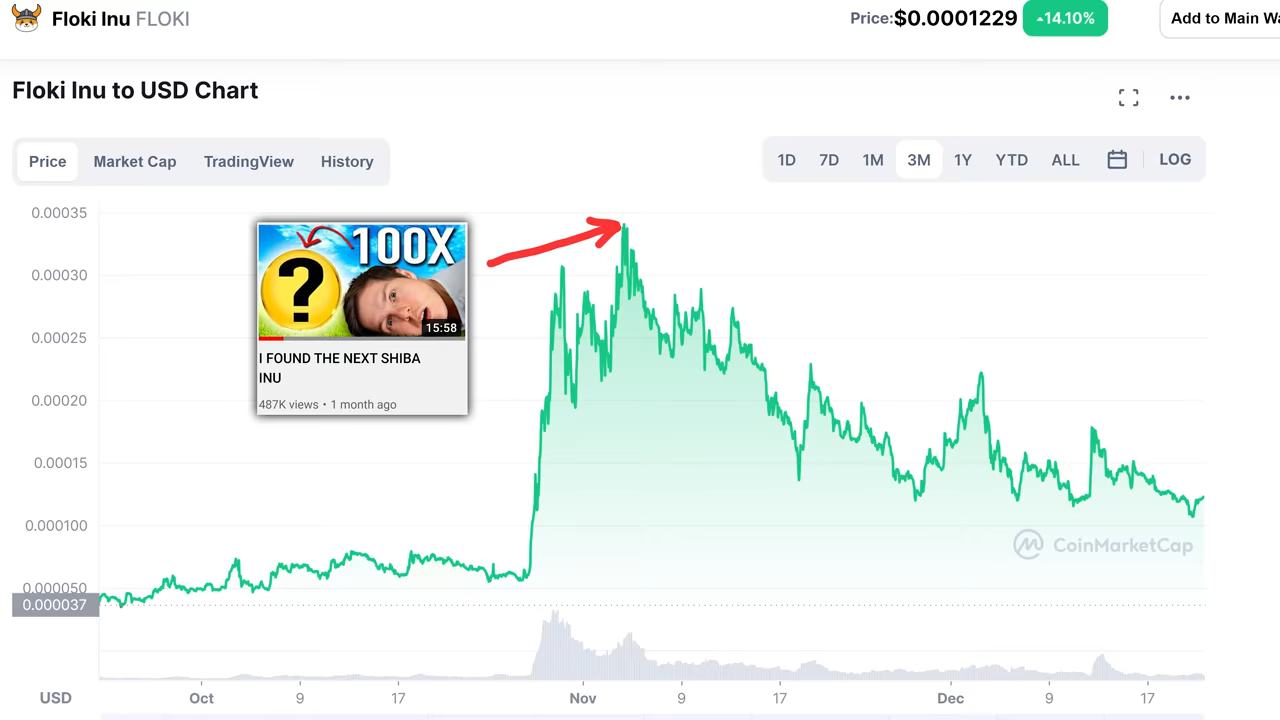 Floki Inu FLOKI
Price:$0.0001229 14.10%
Add to Main Wa
Floki Inu to USD Chart
Price Market Cap TradingView History
1D 7D 1M 3M 1Y YTD ALL LOG
0.00035
0.00030
0.00025
0.00020
0.00015
0.000100
0.000050
0.000037
100X
?
15:58
I FOUND THE NEXT SHIBA
INU
487K views • 1 month ago
CoinMarketCap
USD Oct 9 17 Nov 9 17 Dec 9 17